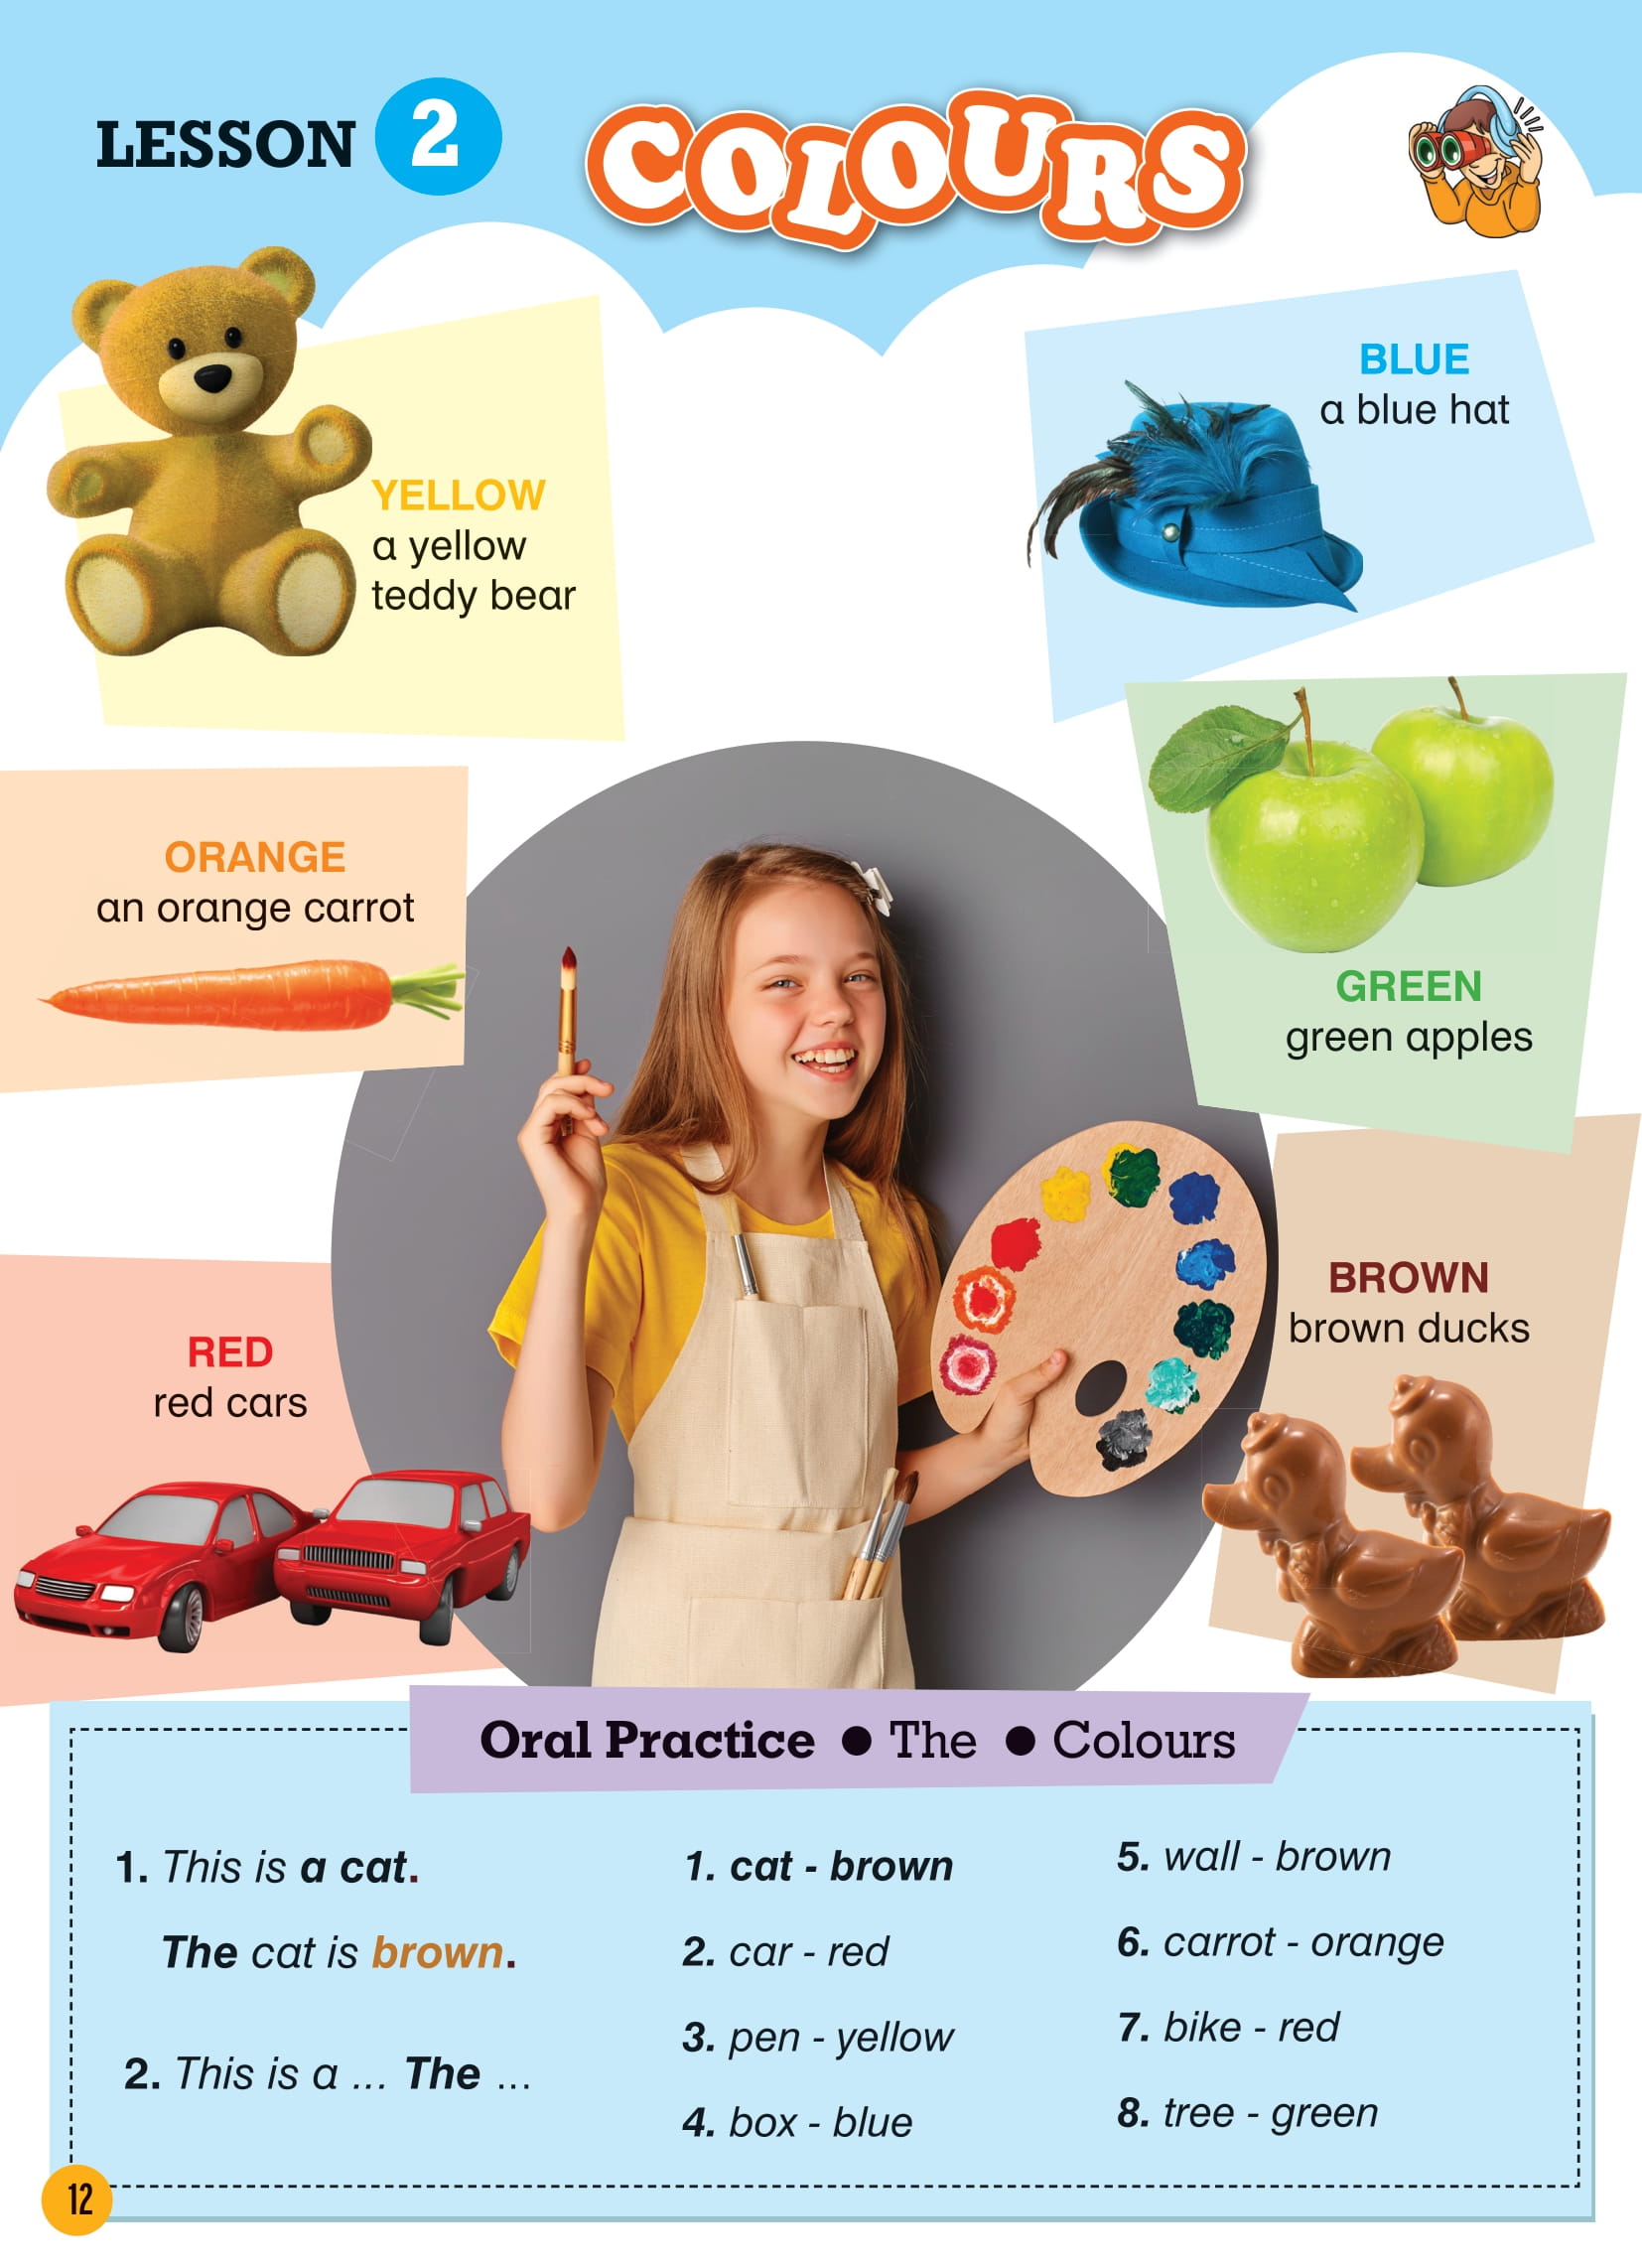 LESSON 2
COLOURS
YELLOW
a yellow
teddy bear
BLUE
a blue hat
ORANGE
an orange carrot
GREEN
green apples
RED
red cars
BROWN
brown ducks
Oral Practice ● The ● Colours
1. This is a cat.
The cat is brown.
2. This is a ... The ...
1. cat - brown
2. car - red
3. pen - yellow
4. box - blue
5. wall - brown
6. carrot - orange
7. bike - red
8. tree - green
12